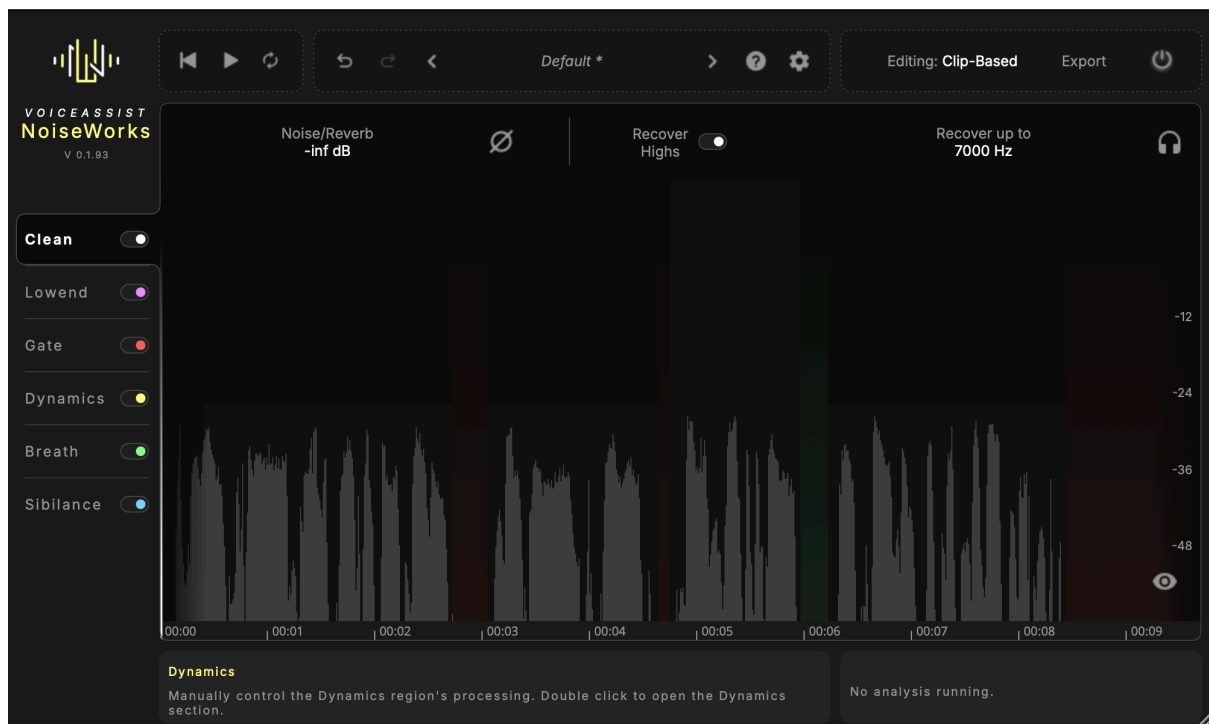 VOICEASSIST
NoiseWorks
V 0.1.93
Default *
Editing: Clip-Based
Export
Noise/Reverb
-inf dB
Recover
Highs
Recover up to
7000 Hz
Clean
Lowend
Gate
Dynamics
Breath
Sibilance
-12
-24
-36
-48
00:00
00:01
00:02
00:03
00:04
00:05
00:06
00:07
00:08
00:09
Dynamics
Manually control the Dynamics region's processing. Double click to open the Dynamics
section.
No analysis running.